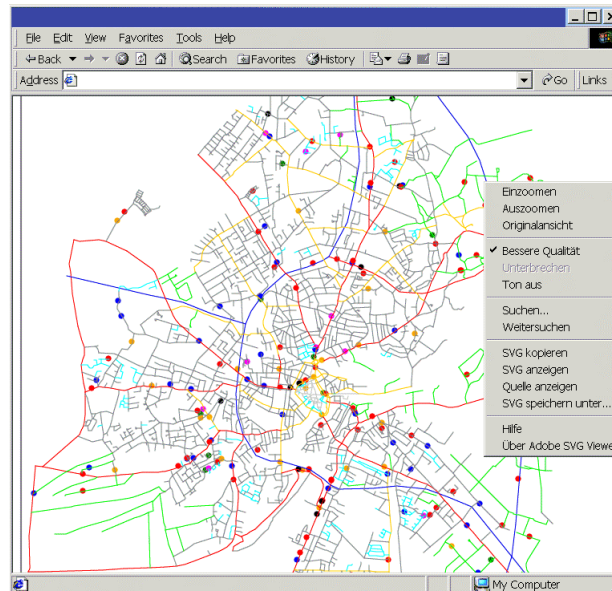 File Edit View Favorites Tools Help
Back Search Favorites History
Address Go Links
Einzoomen
Auszoomen
Originalansicht
Bessere Qualität
Unterbrechen
Ton aus
Suchen...
Weitersuchen
SVG kopieren
SVG anzeigen
Quelle anzeigen
SVG speichern unter...
Hilfe
Über Adobe SVG Viewe
My Computer